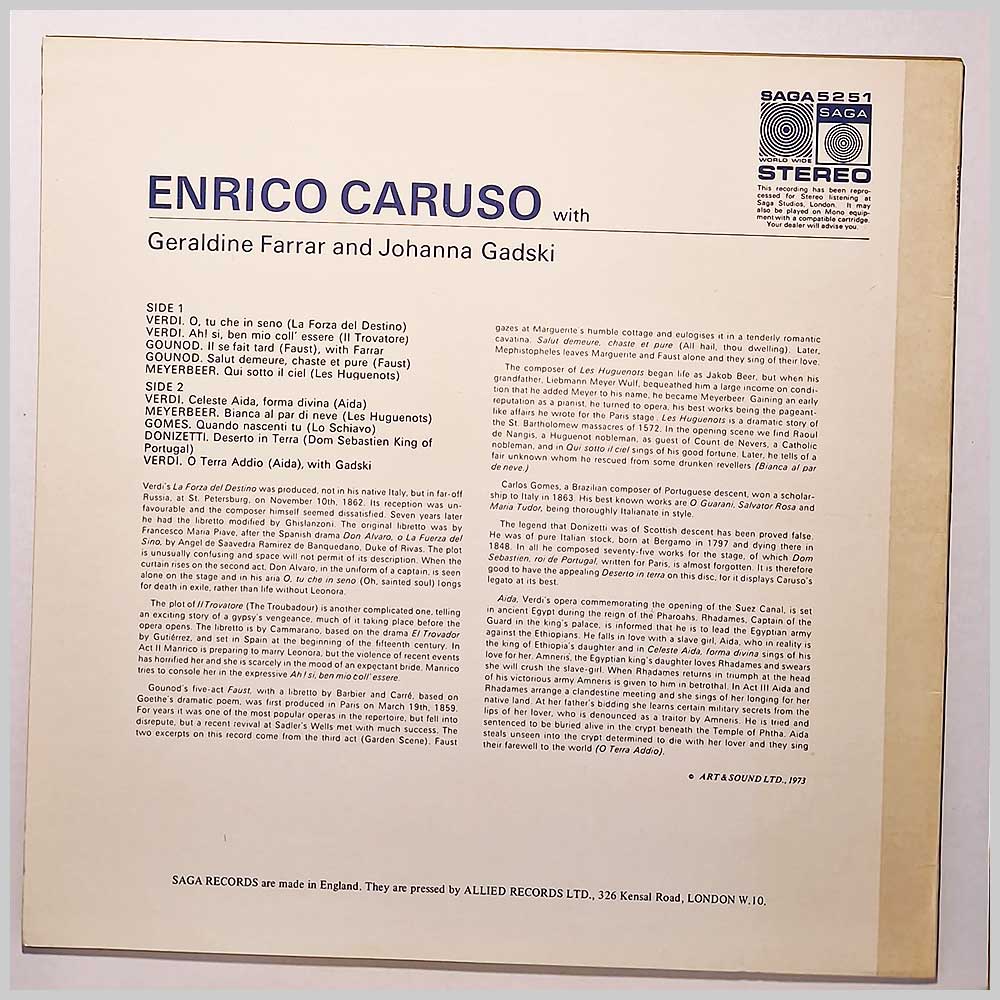 SAGA 5251
SAGA
WORLD WIDE
STEREO
This recording has been repro-
cessed for Stereo listening at
Saga Studios, London. It may
also be played on Mono equip-
ment with a compatible cartridge.
Your dealer will advise you.
ENRICO CARUSO with
Geraldine Farrar and Johanna Gadski
SIDE 1
VERDI. O, tu che in seno (La Forza del Destino)
VERDI. Ah! si, ben mio coll' essere (Il Trovatore)
GOUNOD. Il se fait tard (Faust), with Farrar
GOUNOD. Salut demeure, chaste et pure (Faust)
MEYERBEER. Qui sotto il ciel (Les Huguenots)
SIDE 2
VERDI. Celeste Aida, forma divina (Aida)
MEYERBEER. Bianca al par di neve (Les Huguenots)
GOMES. Quando nascenti tu (Lo Schiavo)
DONIZETTI. Deserto in Terra (Dom Sebastien King of
Portugal)
VERDI. O Terra Addio (Aida), with Gadski
Verdi's La Forza del Destino was produced, not in his native Italy, but in far-off
Russia, at St. Petersburg, on November 10th, 1862. Its reception was un-
favourable and the composer himself seemed dissatisfied. Seven years later
he had the libretto modified by Ghislanzoni. The original libretto was by
Francesco Maria Piave, after the Spanish drama Don Alvaro, o La Fuerza del
Sino, by Angel de Saavedra Ramirez de Banquedano, Duke of Rivas. The plot
is unusually confusing and space will not permit of its description. When the
curtain rises on the second act, Don Alvaro, in the uniform of a captain, is seen
alone on the stage and in his aria O, tu che in seno (Oh, sainted soul) longs
for death in exile, rather than life without Leonora.
The plot of Il Trovatore (The Troubadour) is another complicated one, telling
an exciting story of a gypsy's vengeance, much of it taking place before the
opera opens. The libretto is by Cammarano, based on the drama El Trovador
by Gutiérrez, and set in Spain at the beginning of the fifteenth century. In
Act II Manrico is preparing to marry Leonora, but the violence of recent events
has horrified her and she is scarcely in the mood of an expectant bride. Manrico
tries to console her in the expressive Ah! si, ben mio coll' essere.
Gounod's five-act Faust, with a libretto by Barbier and Carré, based on
Goethe's dramatic poem, was first produced in Paris on March 19th, 1859.
For years it was one of the most popular operas in the repertoire, but fell into
disrepute, but a recent revival at Sadler's Wells met with much success. The
two excerpts on this record come from the third act (Garden Scene). Faust
gazes at Marguerite's humble cottage and eulogises it in a tenderly romantic
cavatina. Salut demeure, chaste et pure (All hail, thou dwelling). Later,
Mephistopheles leaves Marguerite and Faust alone and they sing of their love.
The composer of Les Huguenots began life as Jakob Beer, but when his
grandfather, Liebmann Meyer Wulf, bequeathed him a large income on condi-
tion that he added Meyer to his name, he became Meyerbeer. Gaining an early
reputation as a pianist, he turned to opera, his best works being the pageant-
like affairs he wrote for the Paris stage. Les Huguenots is a dramatic story of
the St. Bartholomew massacres of 1572. In the opening scene we find Raoul
de Nangis, a Huguenot nobleman, as guest of Count de Nevers, a Catholic
nobleman, and in Qui sotto il ciel sings of his good fortune. Later, he tells of a
fair unknown whom he rescued from some drunken revellers (Bianca al par
de neve.)
Carlos Gomes, a Brazilian composer of Portuguese descent, won a scholar-
ship to Italy in 1863. His best known works are O Guarani, Salvator Rosa and
Maria Tudor, being thoroughly Italianate in style.
The legend that Donizetti was of Scottish descent has been proved false.
He was of pure Italian stock, born at Bergamo in 1797 and dying there in
1848. In all he composed seventy-five works for the stage, of which Dom
Sebastien, roi de Portugal, written for Paris, is almost forgotten. It is therefore
good to have the appealing Deserto in terra on this disc, for it displays Caruso's
legato at its best.
Aida, Verdi's opera commemorating the opening of the Suez Canal, is set
in ancient Egypt during the reign of the Pharoahs. Rhadames, Captain of the
Guard in the king's palace, is informed that he is to lead the Egyptian army
against the Ethiopians. He falls in love with a slave girl, Aida, who in reality is
the king of Ethiopia's daughter and in Celeste Aida, forma divina sings of his
love for her. Amneris, the Egyptian king's daughter loves Rhadames and swears
she will crush the slave-girl. When Rhadames returns in triumph at the head
of his victorious army Amneris is given to him in betrothal. In Act III Aida and
Rhadames arrange a clandestine meeting and she sings of her longing for her
native land. At her father's bidding she learns certain military secrets from the
lips of her lover, who is denounced as a traitor by Amneris. He is tried and
sentenced to be buried alive in the crypt beneath the Temple of Phtha. Aida
steals unseen into the crypt determined to die with her lover and they sing
their farewell to the world (O Terra Addio).
© ART & SOUND LTD., 1973
SAGA RECORDS are made in England. They are pressed by ALLIED RECORDS LTD., 326 Kensal Road, LONDON W.10.